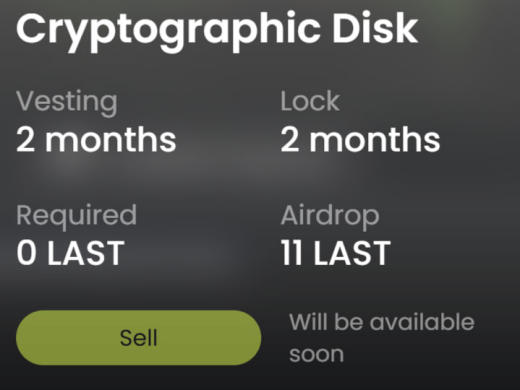 Cryptographic Disk
Vesting
Lock
2 months
2 months
Required
Airdrop
0 LAST
11 LAST
Sell
Will be available
soon